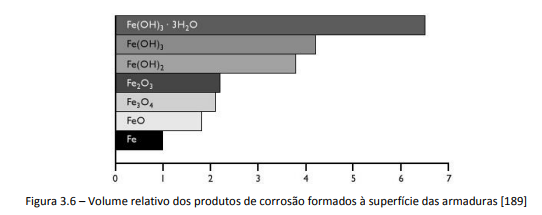 Fe(OH)₃ · 3H₂O
Fe(OH)₃
Fe(OH)₂
Fe₂O₃
Fe₃O₄
FeO
Fe
0 1 2 3 4 5 6 7
Figura 3.6 – Volume relativo dos produtos de corrosão formados à superfície das armaduras [189]